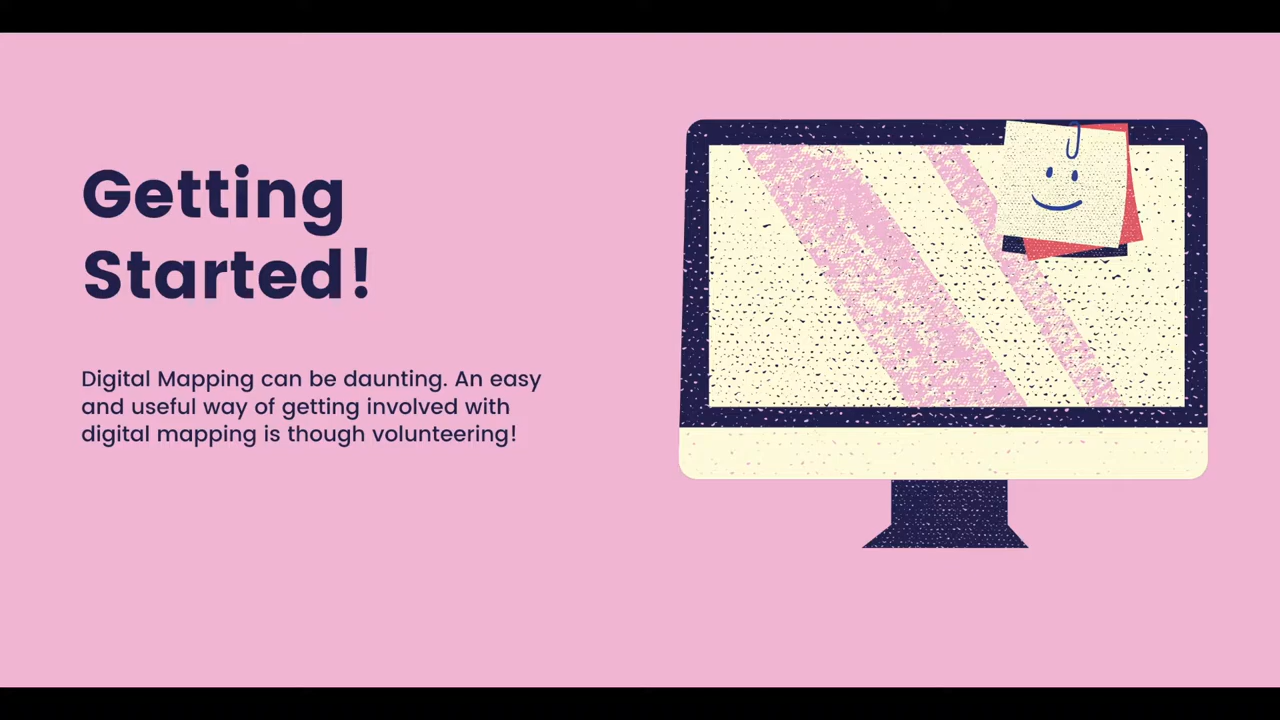 Getting
Started!
Digital Mapping can be daunting. An easy
and useful way of getting involved with
digital mapping is though volunteering!